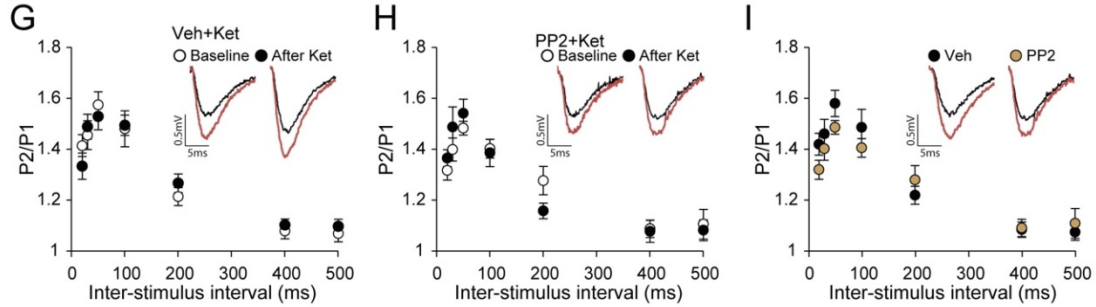 G
Veh+Ket
Baseline After Ket
P2/P1
1.8
1.6
1.4
1.2
1
0.5mV
5ms
0 100 200 300 400 500
Inter-stimulus interval (ms)
H
PP2+Ket
Baseline After Ket
P2/P1
1.8
1.6
1.4
1.2
1
0.5mV
5ms
0 100 200 300 400 500
Inter-stimulus interval (ms)
I
Veh PP2
P2/P1
1.8
1.6
1.4
1.2
1
0.5mV
5ms
0 100 200 300 400 500
Inter-stimulus interval (ms)